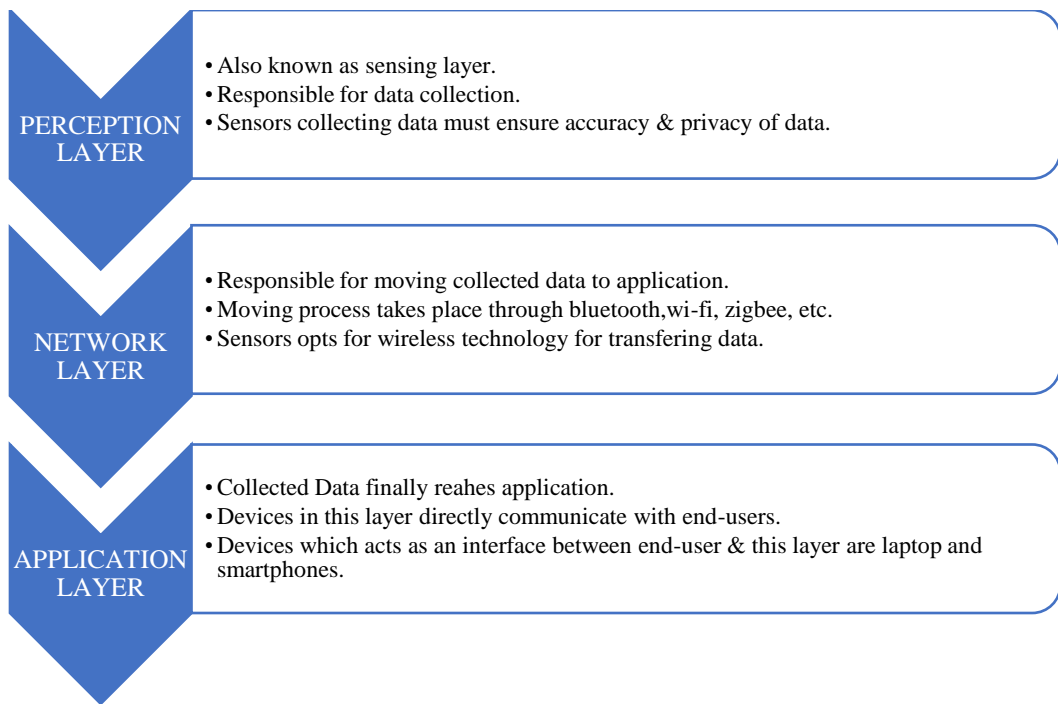 PERCEPTION
LAYER
• Also known as sensing layer.
• Responsible for data collection.
• Sensors collecting data must ensure accuracy & privacy of data.
NETWORK
LAYER
• Responsible for moving collected data to application.
• Moving process takes place through bluetooth,wi-fi, zigbee, etc.
• Sensors opts for wireless technology for transfering data.
APPLICATION
LAYER
• Collected Data finally reahes application.
• Devices in this layer directly communicate with end-users.
• Devices which acts as an interface between end-user & this layer are laptop and
smartphones.